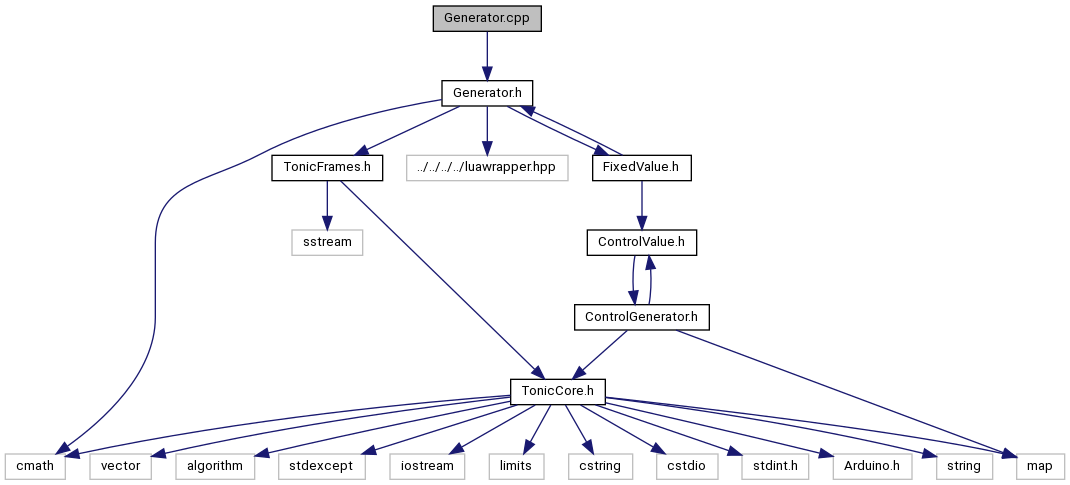 Generator.cpp
Generator.h
TonicFrames.h
../../../../luawrapper.hpp
FixedValue.h
sstream
ControlValue.h
ControlGenerator.h
TonicCore.h
cmath
vector
algorithm
stdexcept
iostream
limits
cstring
cstdio
stdint.h
Arduino.h
string
map